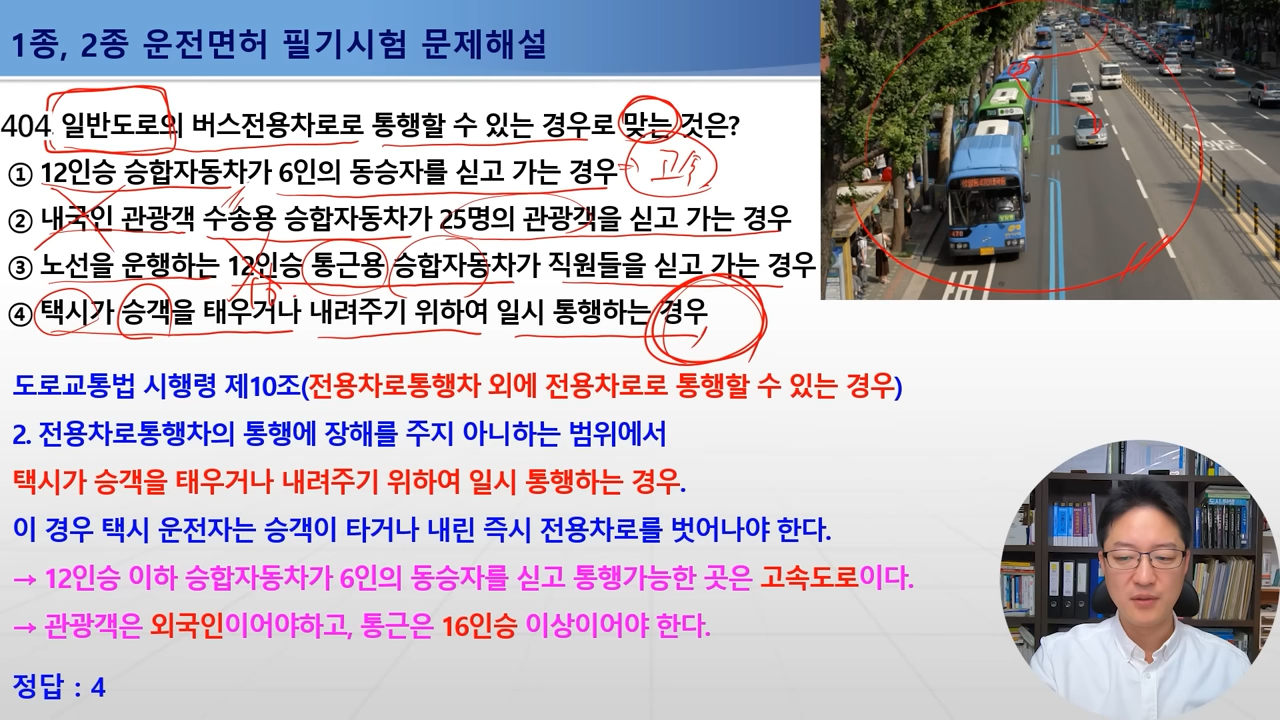 1종, 2종 운전면허 필기시험 문제해설
404. 일반도로의 버스전용차로로 통행할 수 있는 경우로 맞는 것은?
① 12인승 승합자동차가 6인의 동승자를 싣고 가는 경우
고속
② 내국인 관광객 수송용 승합자동차가 25명의 관광객을 싣고 가는 경우
③ 노선을 운행하는 12인승 통근용 승합자동차가 직원들을 싣고 가는 경우
④ 택시가 승객을 태우거나 내려주기 위하여 일시 통행하는 경우
도로교통법 시행령 제10조(전용차로통행차 외에 전용차로로 통행할 수 있는 경우)
2. 전용차로통행차의 통행에 장해를 주지 아니하는 범위에서
택시가 승객을 태우거나 내려주기 위하여 일시 통행하는 경우.
이 경우 택시 운전자는 승객이 타거나 내린 즉시 전용차로를 벗어나야 한다.
→ 12인승 이하 승합자동차가 6인의 동승자를 싣고 통행가능한 곳은 고속도로이다.
→ 관광객은 외국인이어야하고, 통근은 16인승 이상이어야 한다.
정답 : 4